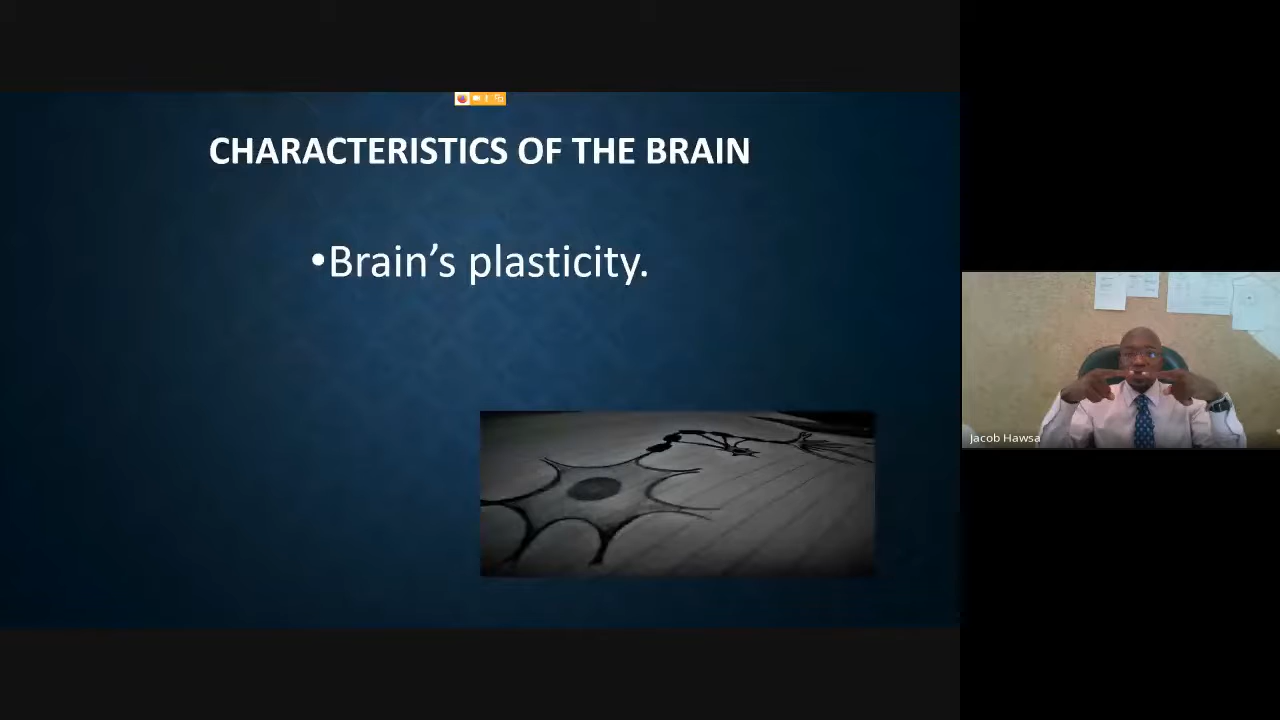 CHARACTERISTICS OF THE BRAIN
•Brain’s plasticity.
Jacob Hawsa